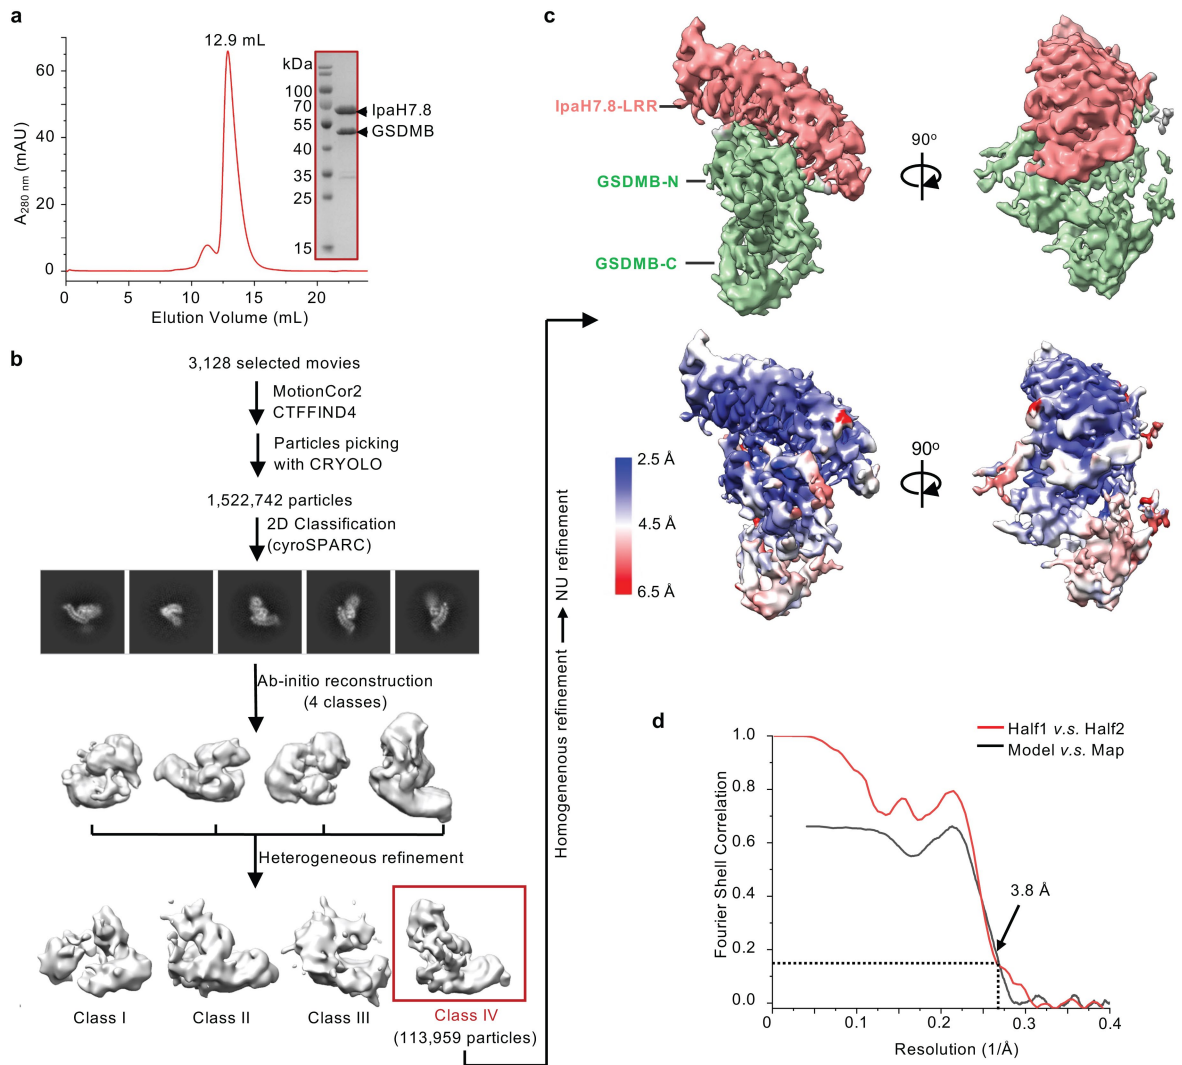 a
12.9 mL
60
40
20
0
A280 nm (mAU)
0
5
10
15
20
Elution Volume (mL)
kDa
100
70
55
40
35
25
15
IpaH7.8
GSDMB
b
3,128 selected movies
MotionCor2
CTFFIND4
Particles picking
with CRYOLO
1,522,742 particles
2D Classification
(cyroSPARC)
Ab-initio reconstruction
(4 classes)
Heterogeneous refinement
Class I
Class II
Class III
Class IV
(113,959 particles)
Homogenenous refinement
NU refinement
c
IpaH7.8-LRR
GSDMB-N
GSDMB-C
90o
2.5 Å
4.5 Å
6.5 Å
90o
d
Half1 v.s. Half2
Model v.s. Map
1.0
0.8
0.6
0.4
0.2
0.0
Fourier Shell Correlation
3.8 Å
0
0.1
0.2
0.3
0.4
Resolution (1/Å)